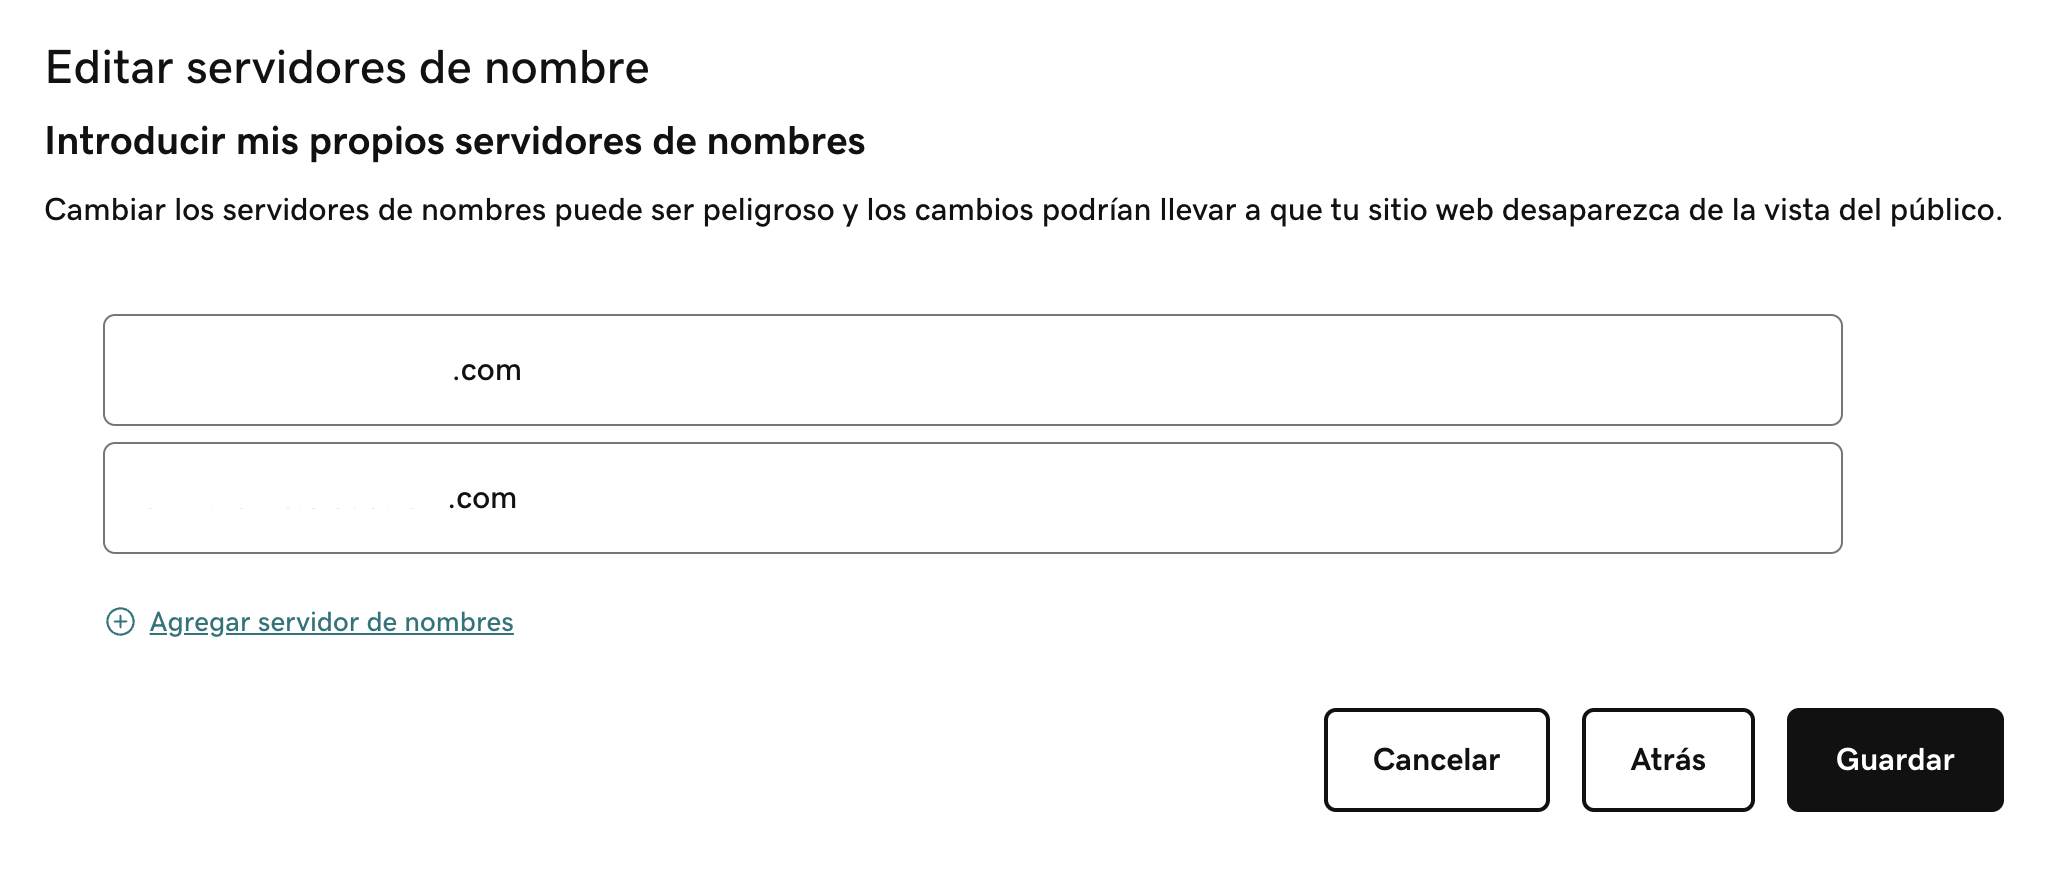 Editar servidores de nombre
Introducir mis propios servidores de nombres
Cambiar los servidores de nombres puede ser peligroso y los cambios podrían llevar a que tu sitio web desaparezca de la vista del público.
.com
.com
Agregar servidor de nombres
Cancelar
Atrás
Guardar